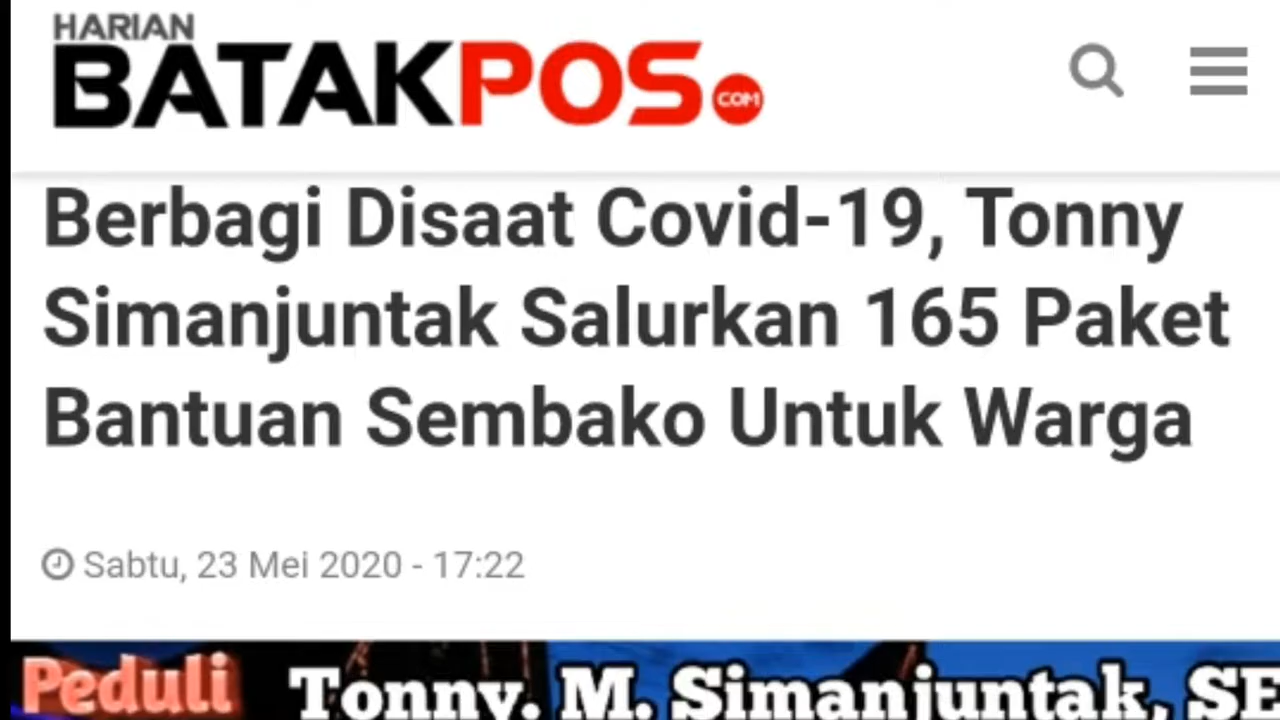 HARIAN
BATAKPOS.COM
Berbagi Disaat Covid-19, Tonny
Simanjuntak Salurkan 165 Paket
Bantuan Sembako Untuk Warga
Sabtu, 23 Mei 2020 - 17:22
Peduli Tonny. M. Simanjuntak, SE